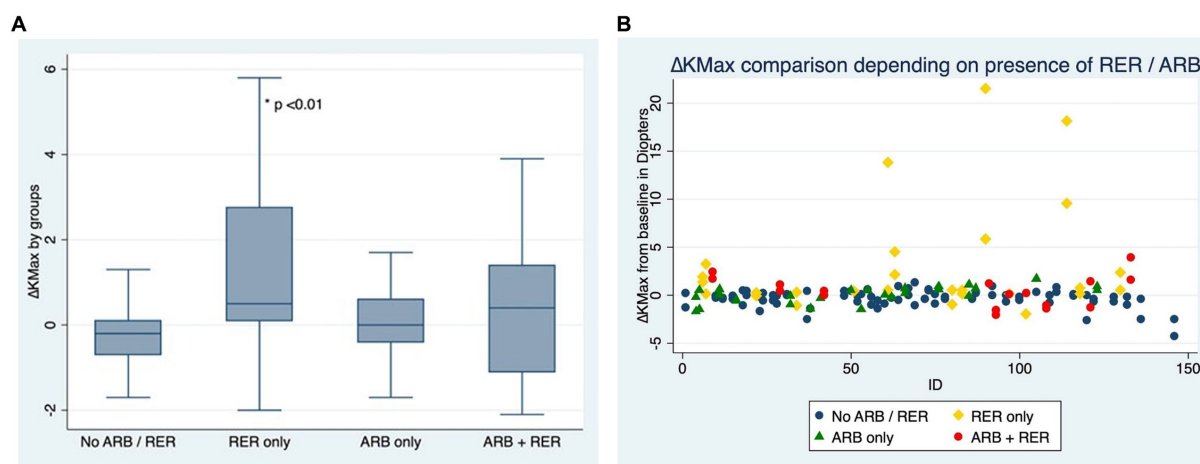 A
ΔKMax by groups
6
4
2
0
-2
* p <0.01
No ARB / RER
RER only
ARB only
ARB + RER
B
ΔKMax comparison depending on presence of RER / ARB
ΔKMax from baseline in Diopters
20
15
10
5
0
-5
0
50
100
150
ID
No ARB / RER
RER only
ARB only
ARB + RER